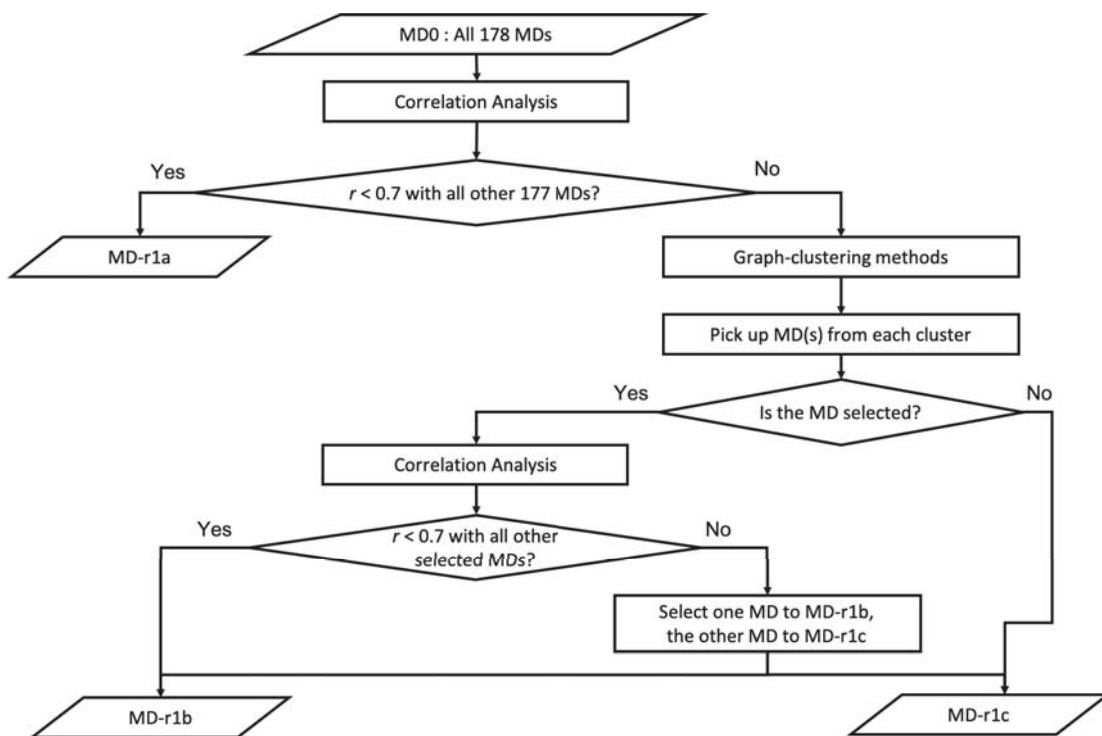 MD0 : All 178 MDs
Correlation Analysis
Yes
No
r < 0.7 with all other 177 MDs?
MD-r1a
Graph-clustering methods
Pick up MD(s) from each cluster
Yes
No
Is the MD selected?
Correlation Analysis
Yes
No
r < 0.7 with all other
selected MDs?
Select one MD to MD-r1b,
the other MD to MD-r1c
MD-r1b
MD-r1c